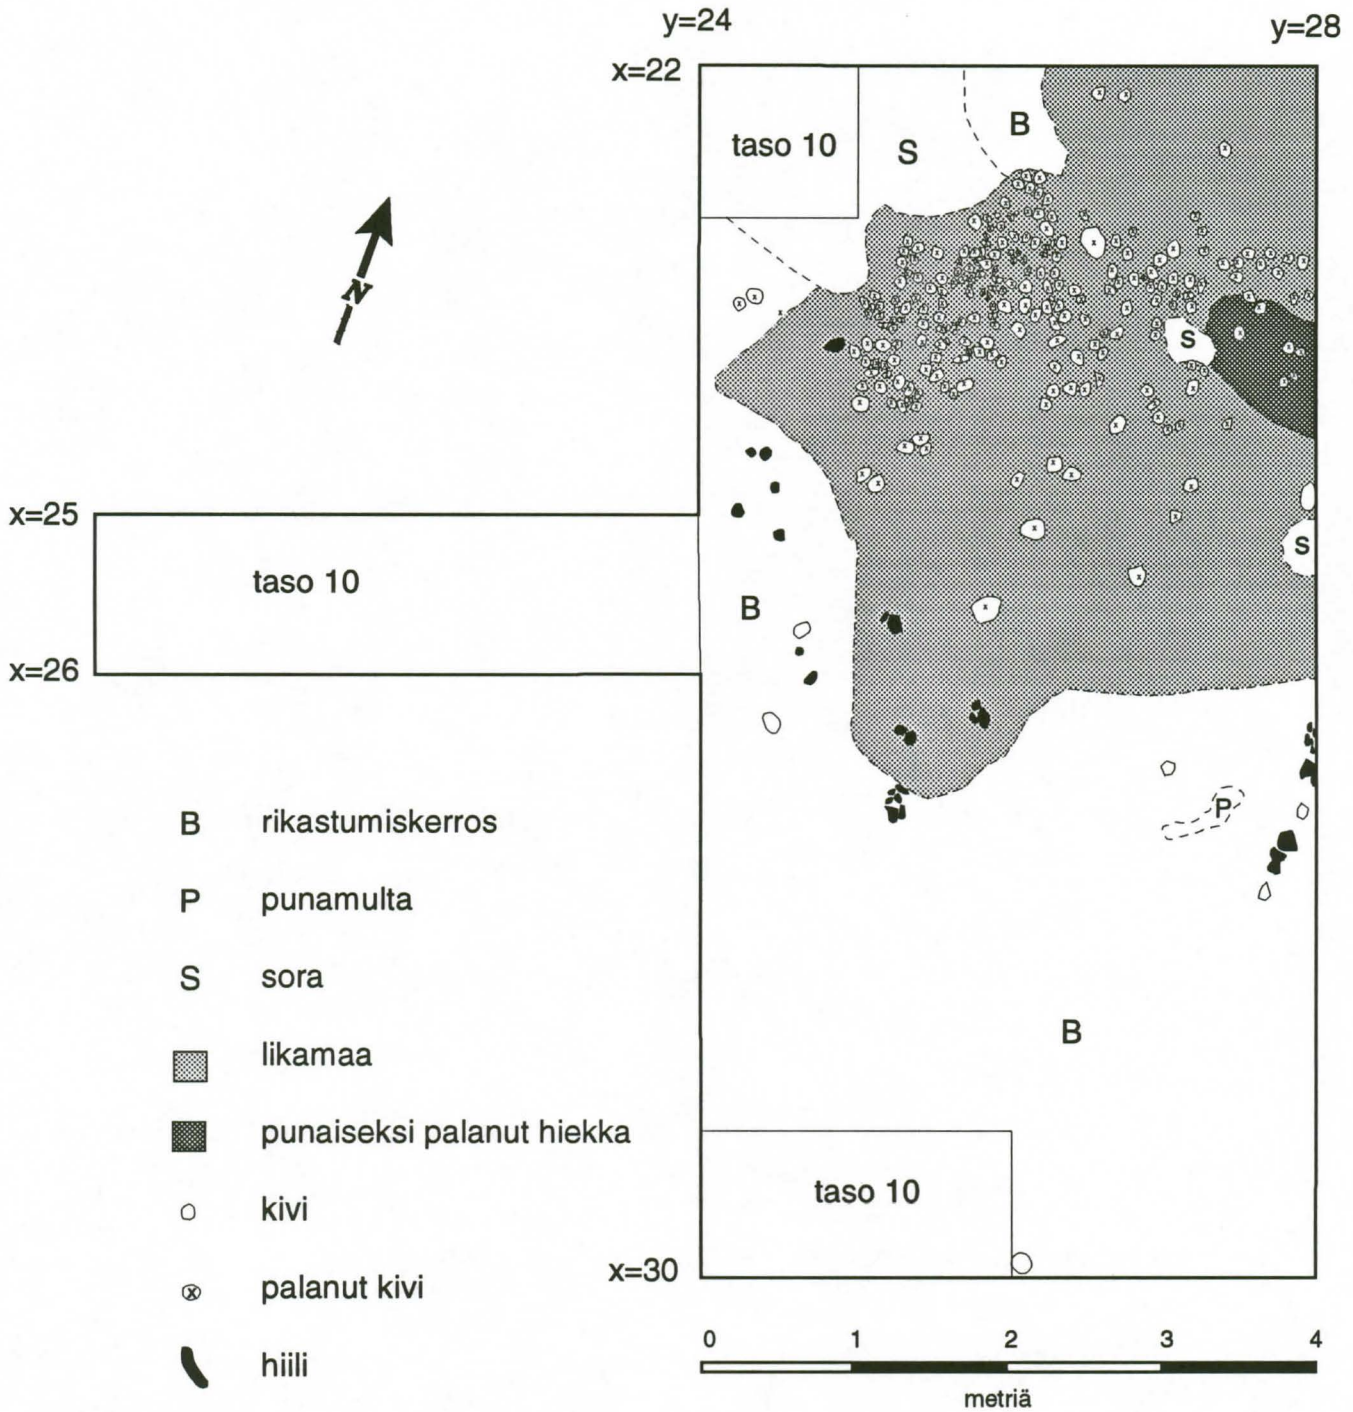 y=24
y=28
x=22
taso 10
S
B
N
S
x=25
S
taso 10
B
x=26
P
B rikastumiskerros
P punamulta
S sora
likamaa
B
punaiseksi palanut hiekka
taso 10
kivi
x=30
palanut kivi
hiili
0 1 2 3 4
metriä